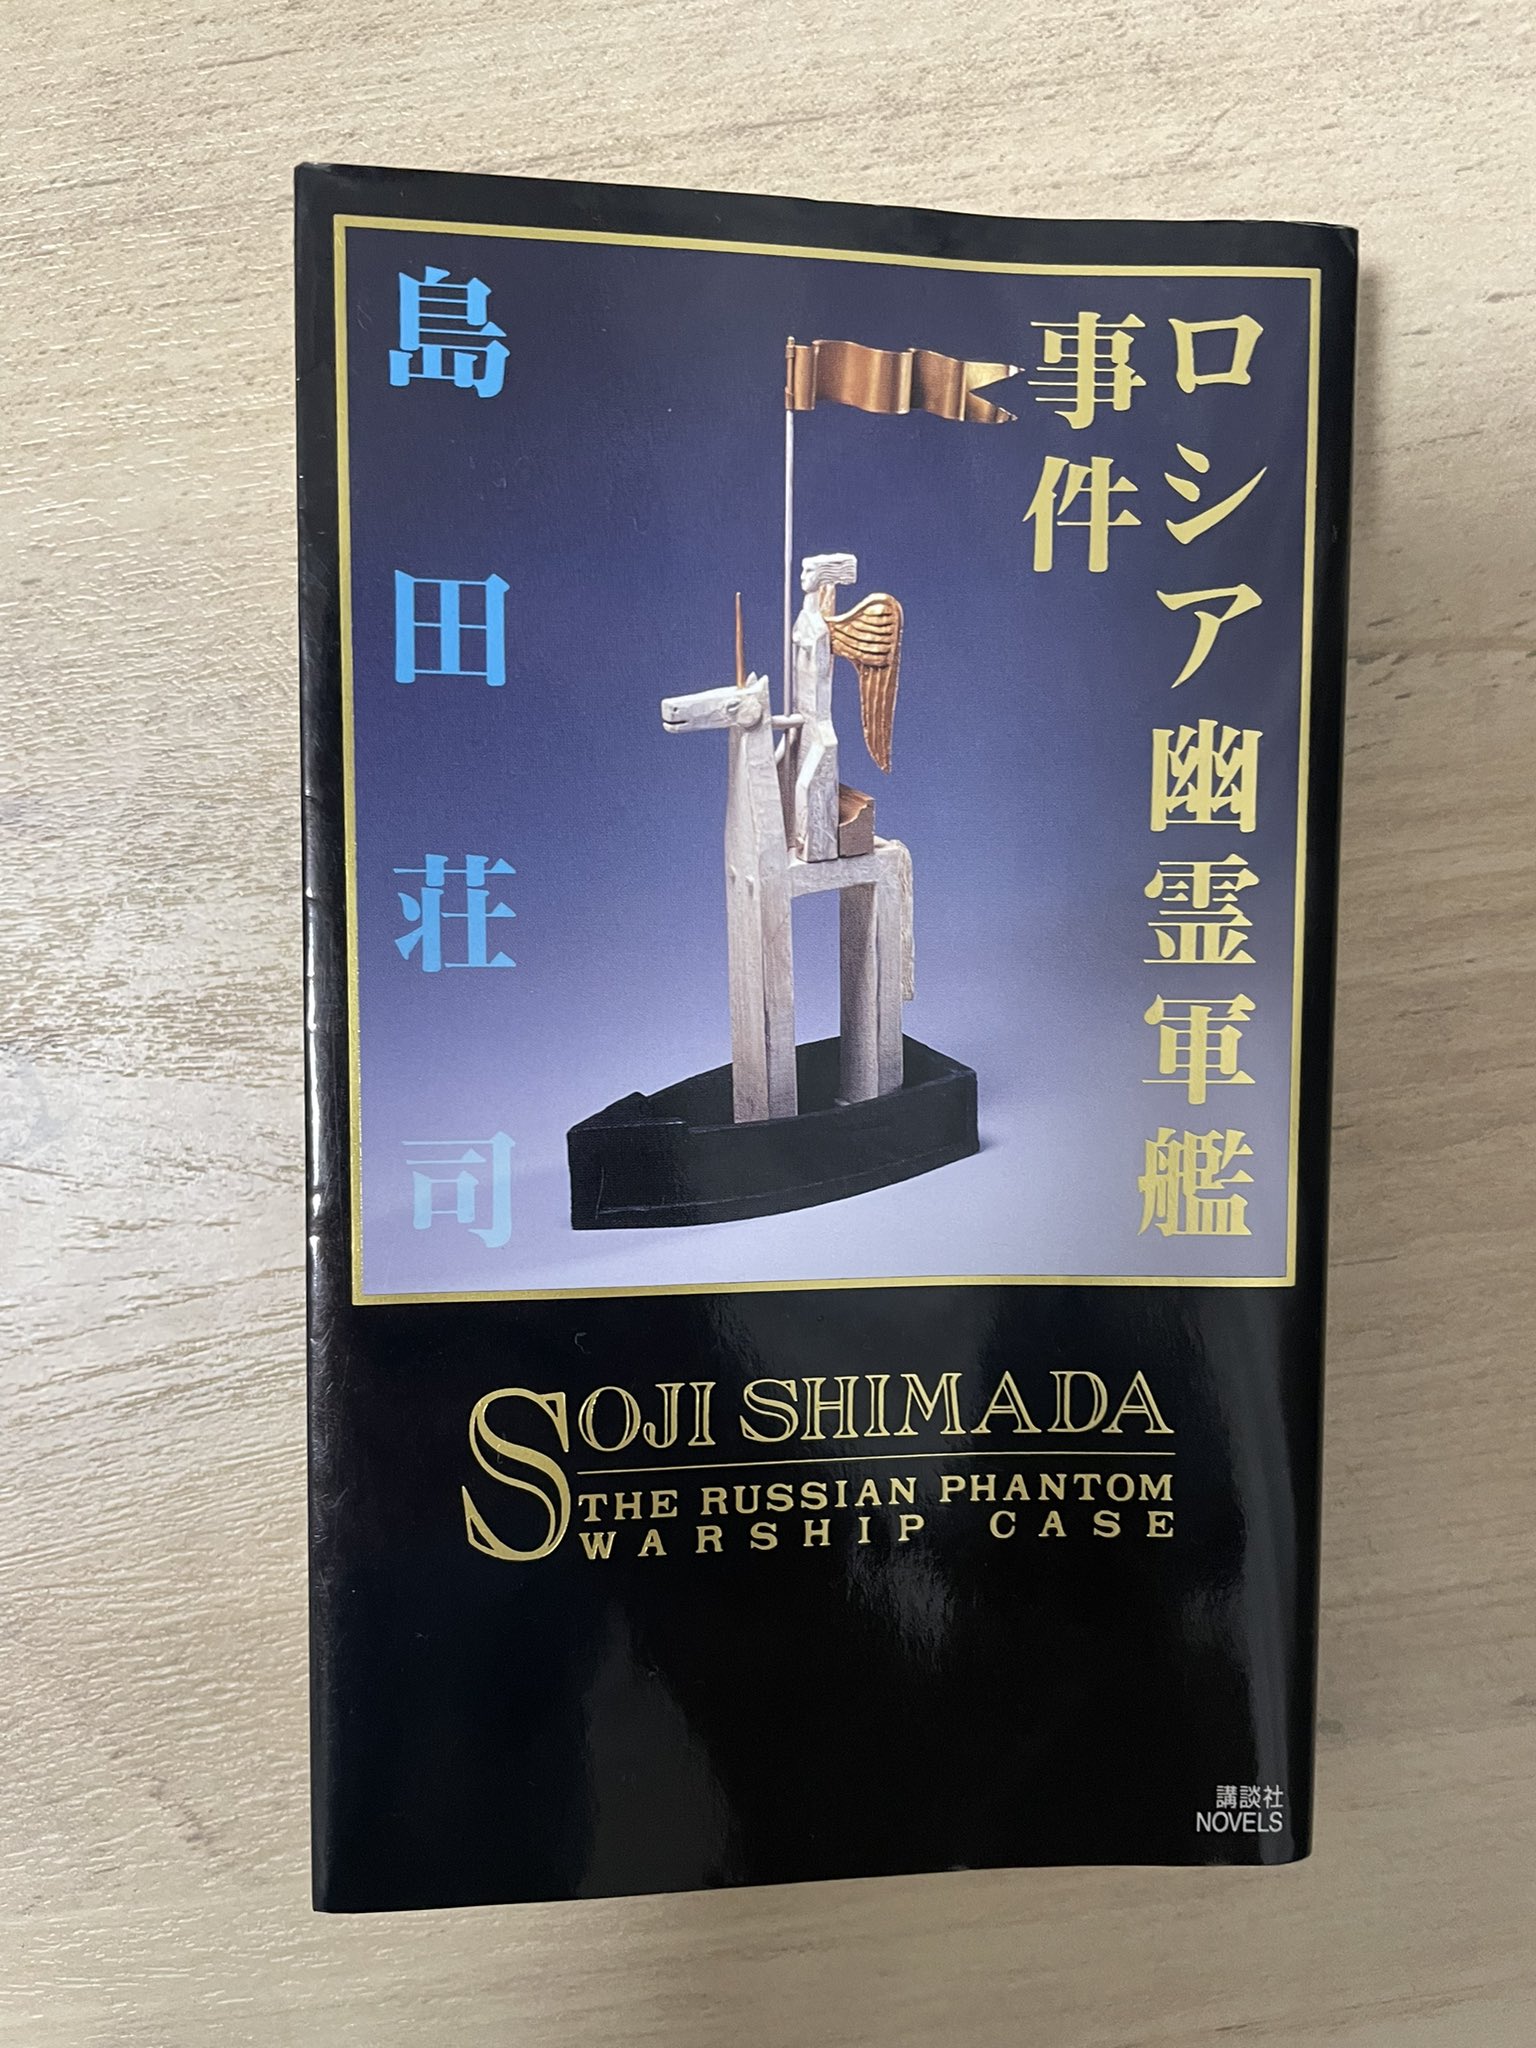 ロシア幽霊軍艦
事件
島田荘司
SOJI SHIMADA
THE RUSSIAN PHANTOM
WARSHIP CASE
講談社
NOVELS